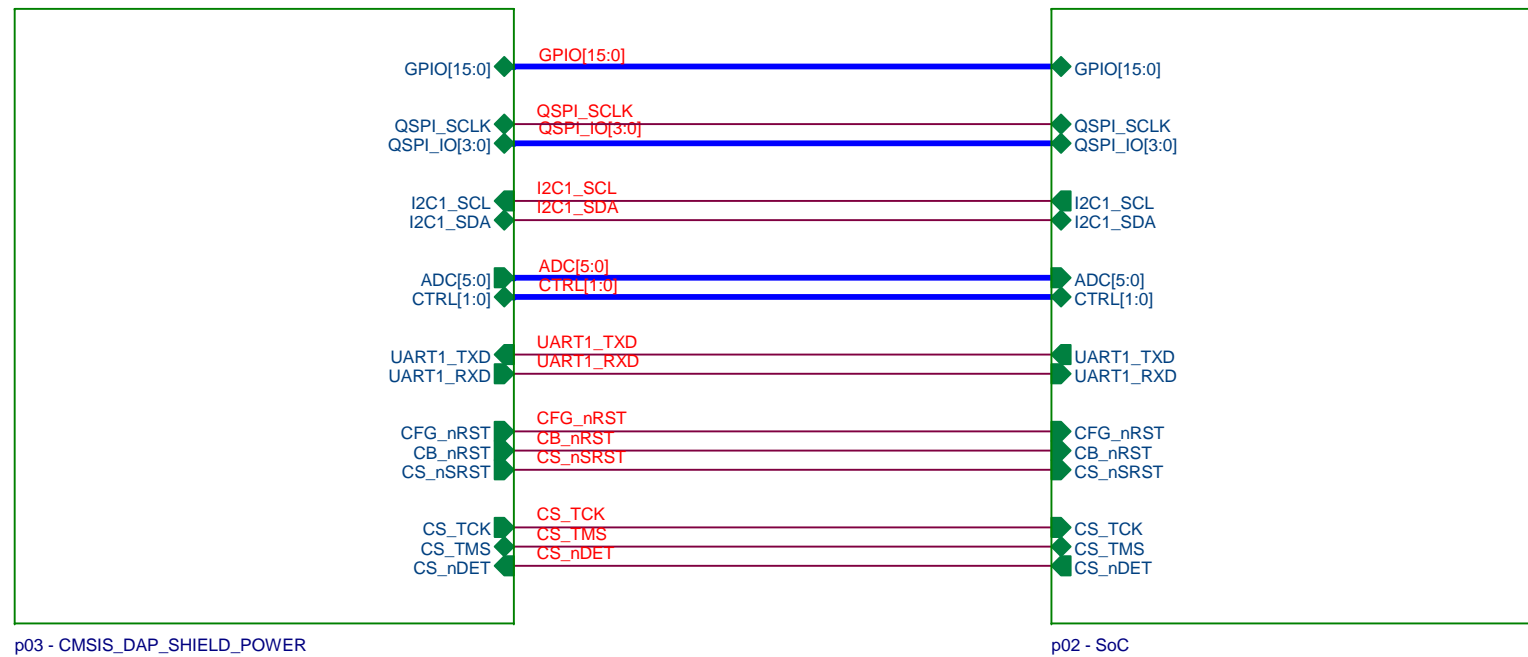 GPIO[15:0] GPIO[15:0] GPIO[15:0]
QSPI_SCLK QSPI_SCLK QSPI_SCLK
QSPI_IO[3:0] QSPI_IO[3:0] QSPI_IO[3:0]
I2C1_SCL I2C1_SCL I2C1_SCL
I2C1_SDA I2C1_SDA I2C1_SDA
ADC[5:0] ADC[5:0] ADC[5:0]
CTRL[1:0] CTRL[1:0] CTRL[1:0]
UART1_TXD UART1_TXD UART1_TXD
UART1_RXD UART1_RXD UART1_RXD
CFG_nRST CFG_nRST CFG_nRST
CB_nRST CB_nRST CB_nRST
CS_nSRST CS_nSRST CS_nSRST
CS_TCK CS_TCK CS_TCK
CS_TMS CS_TMS CS_TMS
CS_nDET CS_nDET CS_nDET
p03 - CMSIS_DAP_SHIELD_POWER p02 - SoC